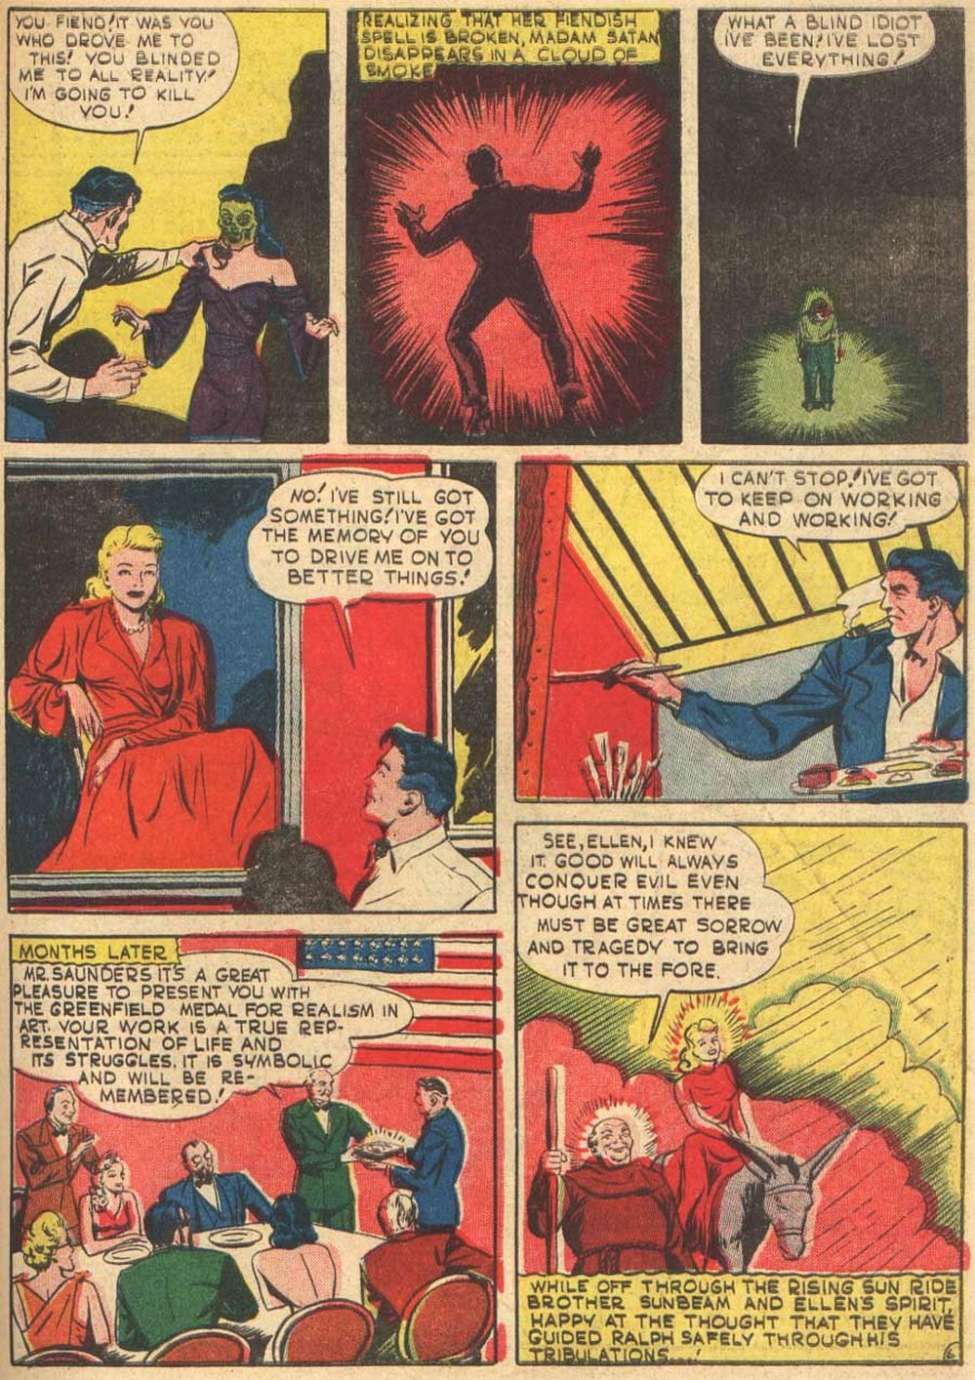 YOU FIEND! IT WAS YOU
WHO DROVE ME TO
THIS! YOU BLINDED
ME TO ALL REALITY!
I'M GOING TO KILL
YOU!
REALIZING THAT HER FIENDISH
SPELL IS BROKEN, MADAM SATAN
DISAPPEARS IN A CLOUD OF
SMOKE
WHAT A BLIND IDIOT
I'VE BEEN! I'VE LOST
EVERYTHING!
NO! I'VE STILL GOT
SOMETHING! I'VE GOT
THE MEMORY OF YOU
TO DRIVE ME ON TO
BETTER THINGS!
I CAN'T STOP! I'VE GOT
TO KEEP ON WORKING
AND WORKING!
MONTHS LATER
MR. SAUNDERS IT'S A GREAT
PLEASURE TO PRESENT YOU WITH
THE GREENFIELD MEDAL FOR REALISM IN
ART. YOUR WORK IS A TRUE REP-
RESENTATION OF LIFE AND
ITS STRUGGLES. IT IS SYMBOLIC
AND WILL BE RE-
MEMBERED!
SEE, ELLEN, I KNEW
IT. GOOD WILL ALWAYS
CONQUER EVIL EVEN
THOUGH AT TIMES THERE
MUST BE GREAT SORROW
AND TRAGEDY TO BRING
IT TO THE FORE.
WHILE OFF THROUGH THE RISING SUN RIDE
BROTHER SUNBEAM AND ELLEN'S SPIRIT,
HAPPY AT THE THOUGHT THAT THEY HAVE
GUIDED RALPH SAFELY THROUGH HIS
TRIBULATIONS...!
6